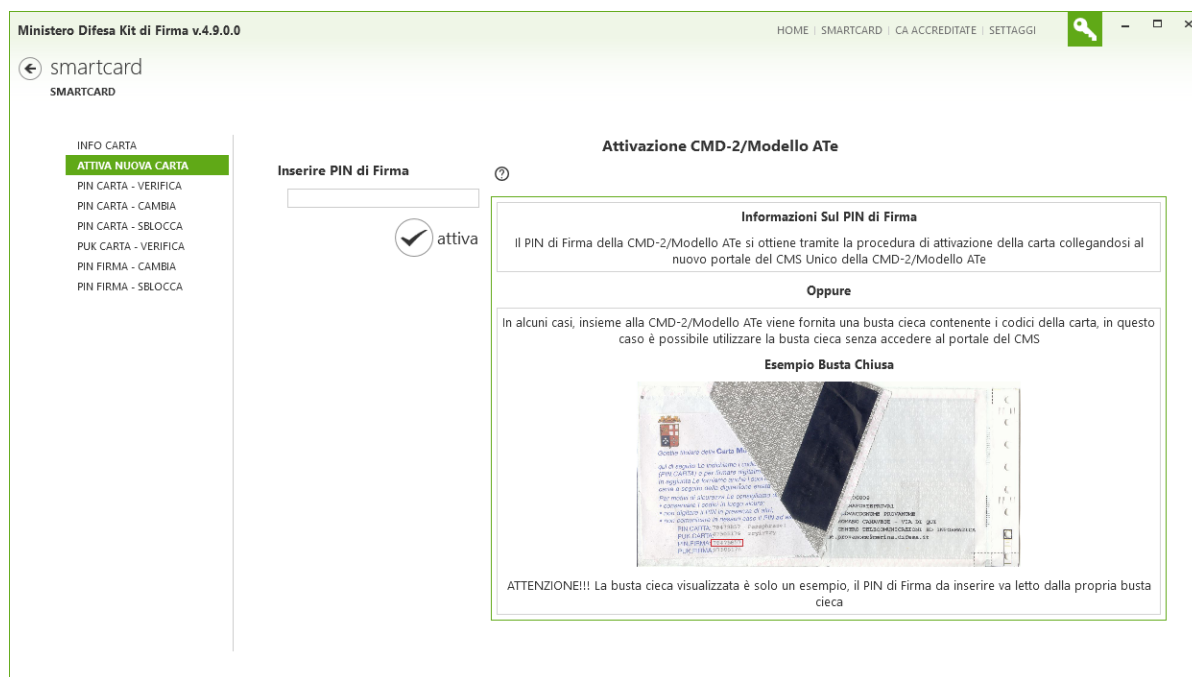 Ministero Difesa Kit di Firma v.4.9.0.0
HOME | SMARTCARD | CA ACCREDITATE | SETTAGGI
smartcard
SMARTCARD
INFO CARTA
ATTIVA NUOVA CARTA
PIN CARTA - VERIFICA
PIN CARTA - CAMBIA
PIN CARTA - SBLOCCA
PUK CARTA - VERIFICA
PIN FIRMA - CAMBIA
PIN FIRMA - SBLOCCA
Attivazione CMD-2/Modello ATe
Inserire PIN di Firma
attiva
Informazioni Sul PIN di Firma
Il PIN di Firma della CMD-2/Modello ATe si ottiene tramite la procedura di attivazione della carta collegandosi al
nuovo portale del CMS Unico della CMD-2/Modello ATe
Oppure
In alcuni casi, insieme alla CMD-2/Modello ATe viene fornita una busta cieca contenente i codici della carta, in questo
caso è possibile utilizzare la busta cieca senza accedere al portale del CMS
Esempio Busta Chiusa
PIN CARTA:
PUK CARTA:
PIN FIRMA:
PUK FIRMA:
ATTENZIONE!!! La busta cieca visualizzata è solo un esempio, il PIN di Firma da inserire va letto dalla propria busta
cieca